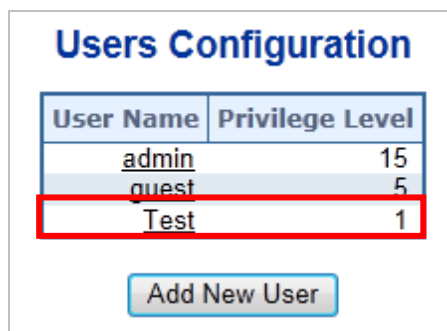 Users Configuration
User Name Privilege Level
admin 15
guest 5
Test 1
Add New User